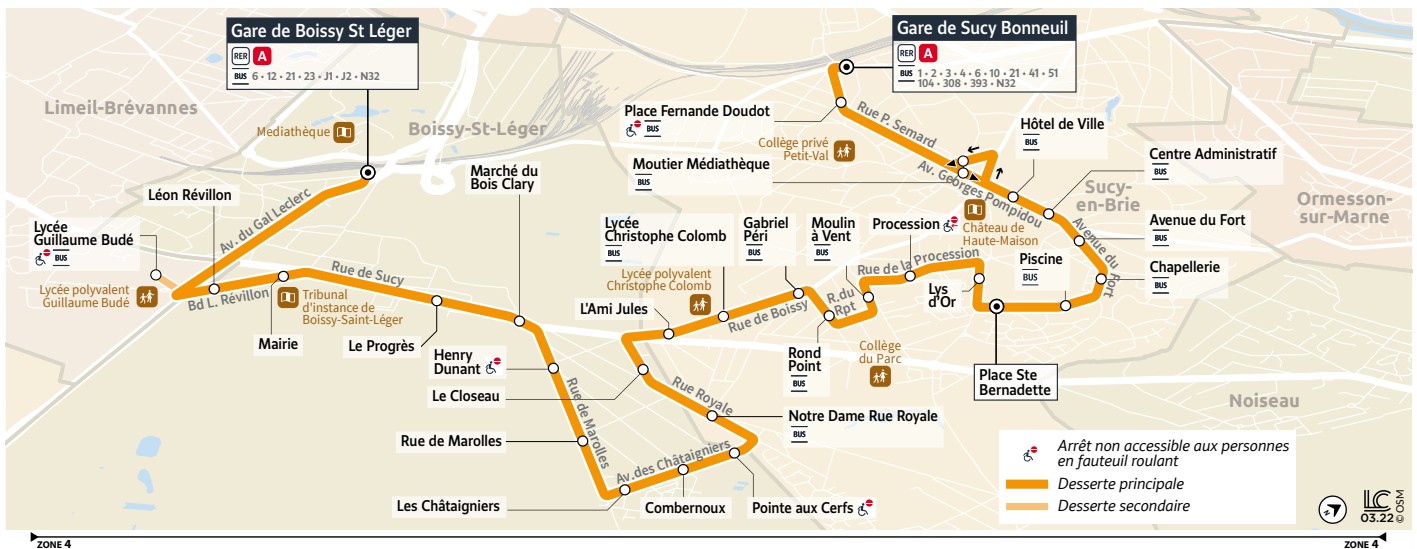 Gare de Boissy St Léger
RER A
BUS 6 • 12 • 21 • 23 • J1 • J2 • N32
Gare de Sucy Bonneuil
RER A
BUS 1 • 2 • 3 • 4 • 6 • 10 • 21 • 41 • 51
104 • 308 • 393 • N32
Limeil-Brévannes
Mediathèque
Boissy-St-Léger
Place Fernande Doudot
BUS
Rue P. Semard
Collège privé
Petit-Val
Hôtel de Ville
BUS
Moutier Médiathèque
BUS
Av. Georges Pompidou
Centre Administratif
BUS
Sucy-
en-Brie
Ormesson-
sur-Marne
Marché du
Bois Clary
Léon Révillon
Av. du Gal Leclerc
Lycée
Guillaume Budé
BUS
Lycée polyvalent
Guillaume Budé
Bd L. Révillon
Rue de Sucy
Tribunal
d'instance de
Boissy-Saint-Léger
Mairie
Le Progrès
Lycée
Christophe Colomb
BUS
Lycée polyvalent
Christophe Colomb
Gabriel
Péri
BUS
Moulin
à Vent
BUS
Procession
Château de
Haute-Maison
Avenue du Fort
BUS
Avenue du
Fort
Piscine
BUS
Chapellerie
BUS
Rue de la Procession
Lys
d'Or
L'Ami Jules
Rue de Boissy
R.du
Rpt
Henry
Dunant
Le Closeau
Rond
Point
BUS
Collège
du Parc
Place Ste
Bernadette
Noiseau
Rue Royale
Rue de Marolles
Rue de Marolles
Notre Dame Rue Royale
BUS
Av.des Châtaigniers
Les Châtaigniers
Combernoux
Pointe aux Cerfs
Arrêt non accessible aux personnes
en fauteuil roulant
Desserte principale
Desserte secondaire
LC
03.22
© OSM
ZONE 4
ZONE 4